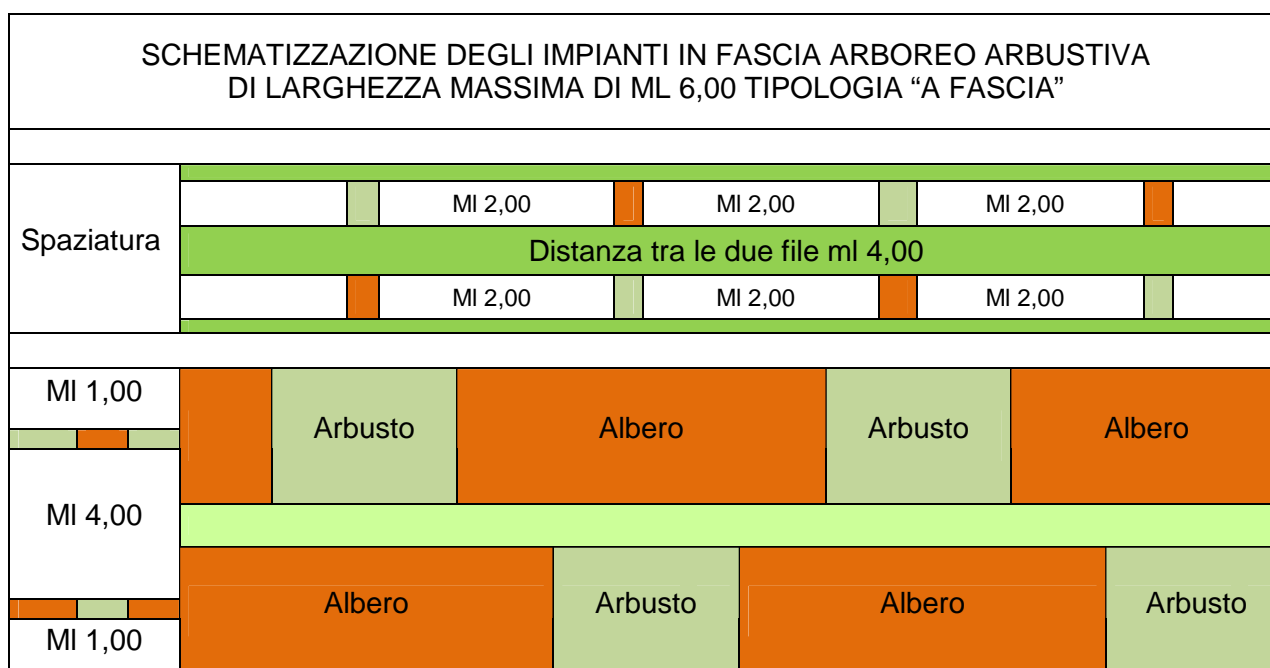 SCHEMATIZZAZIONE DEGLI IMPIANTI IN FASCIA ARBOREO ARBUSTIVA
DI LARGHEZZA MASSIMA DI ML 6,00 TIPOLOGIA “A FASCIA”
Spaziatura
Ml 2,00 Ml 2,00 Ml 2,00
Distanza tra le due file ml 4,00
Ml 2,00 Ml 2,00 Ml 2,00
Ml 1,00
Arbusto Albero Arbusto Albero
Ml 4,00
Albero Arbusto Albero Arbusto
Ml 1,00